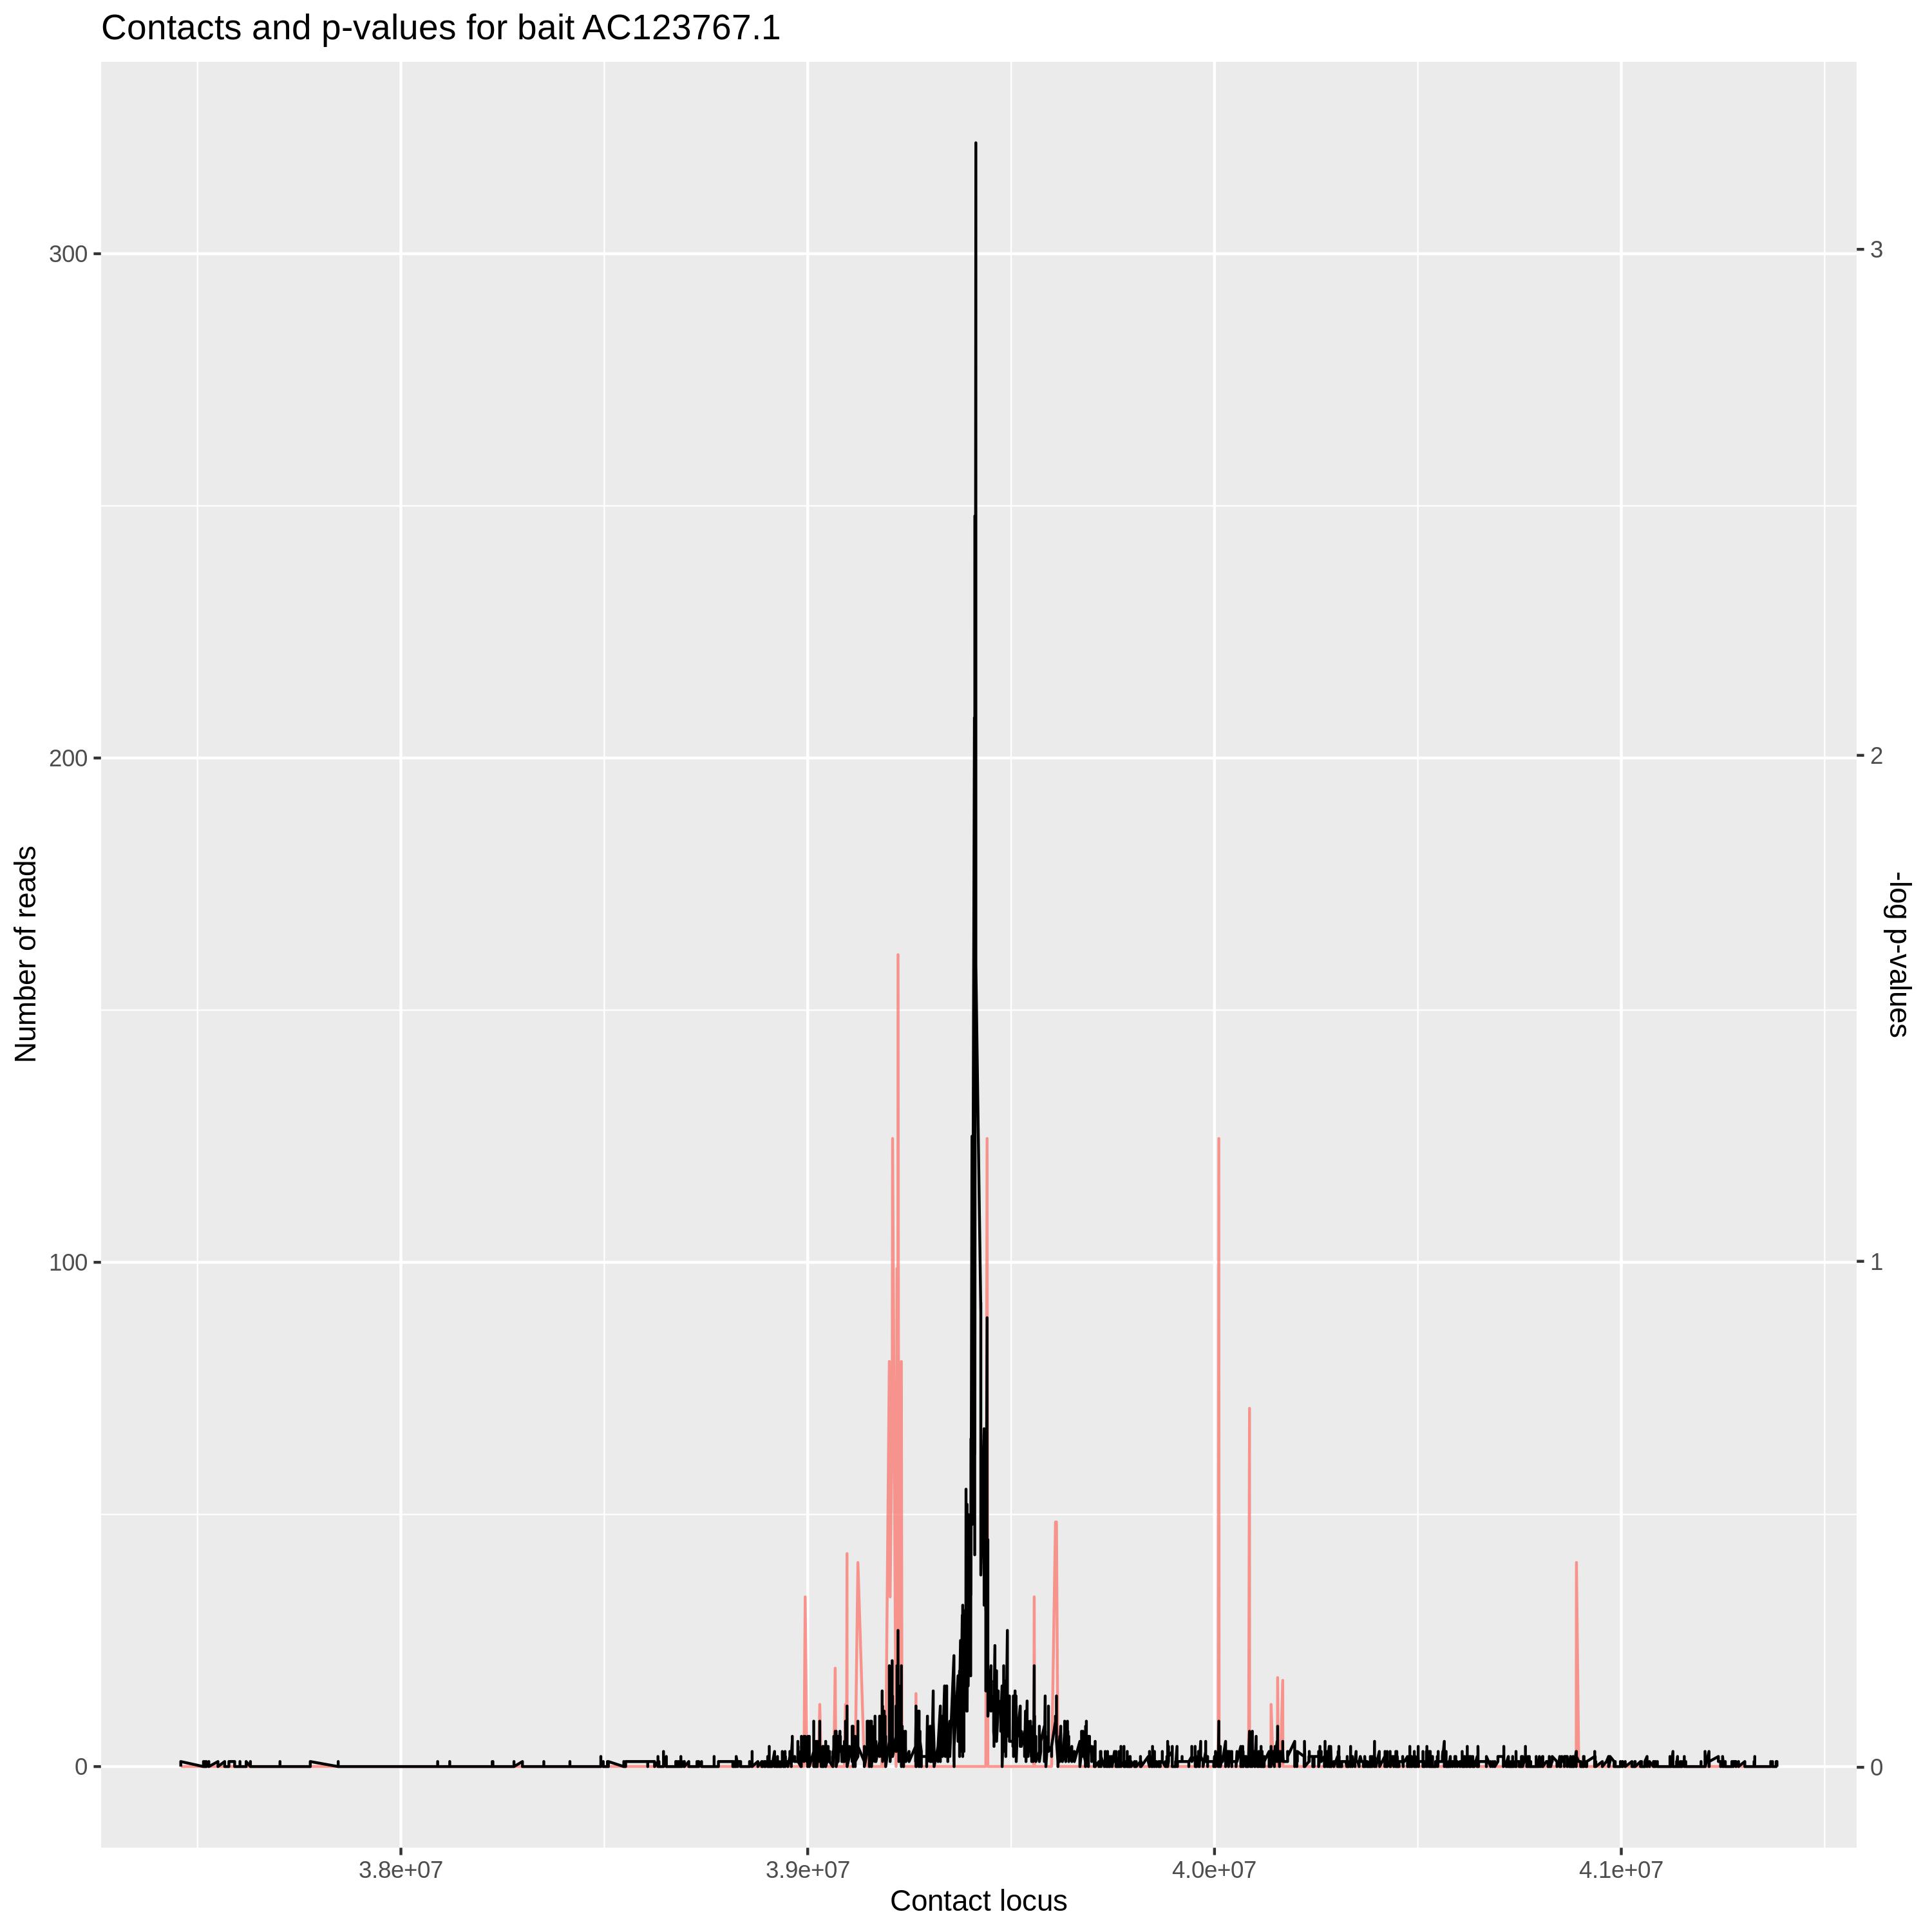 Contacts and p-values for bait AC123767.1
300
200
100
0
Number of reads
3
2
1
0
-log p-values
3.8e+07
3.9e+07
4.0e+07
4.1e+07
Contact locus